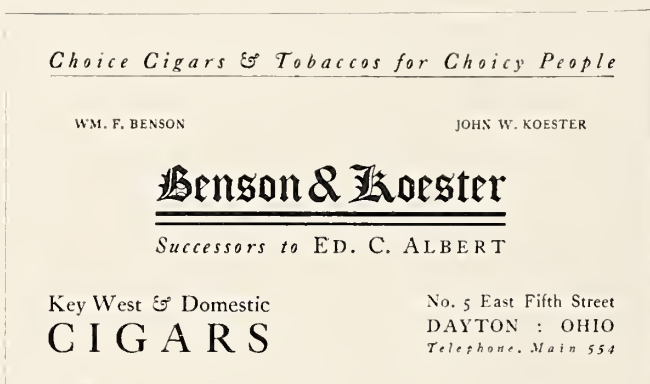 Choice Cigars & Tobaccos for Choicy People
WM. F. BENSON
JOHN W. KOESTER
Benson & Koester
Successors to ED. C. ALBERT
Key West & Domestic
CIGARS
No. 5 East Fifth Street
DAYTON : OHIO
Telephone, Main 554